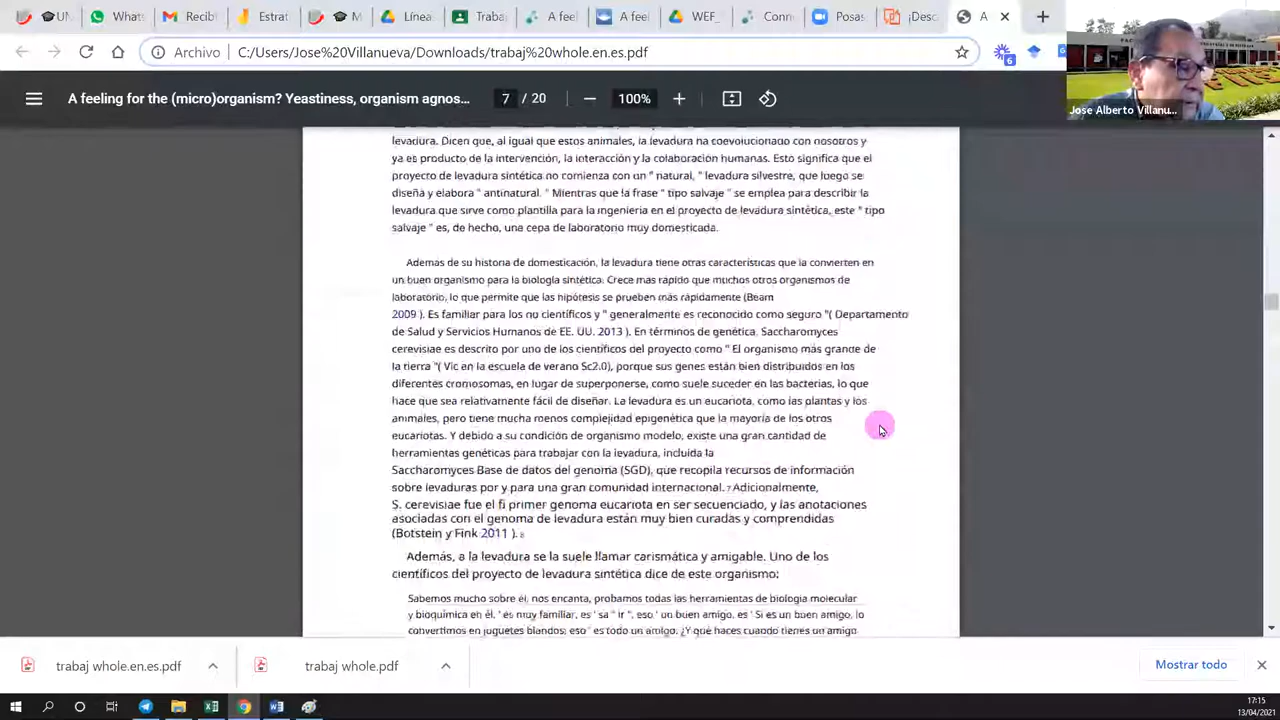 WhatsA
Recib
Estrat
M
Línea
Traba
A feel
A feel
WEF_
Conn
Posas
¡Desc
A
Archivo
C:/Users/Jose%20Villanueva/Downloads/trabaj%20whole.en.es.pdf
6
A feeling for the (micro)organism? Yeastiness, organism agnos...
7 / 20
100%
Jose Alberto Villanu...
levadura. Dicen que, al igual que estos animales, la levadura ha coevolucionado con nosotros y
ya es producto de la intervención, la interacción y la colaboración humanas. Esto significa que el
proyecto de levadura sintética no comienza con un " natural, " levadura silvestre, que luego se
diseña y elabora " antinatural. " Mientras que la frase " tipo salvaje " se emplea para describir la
levadura que sirve como plantilla para la ingeniería en el proyecto de levadura sintética, este " tipo
salvaje " es, de hecho, una cepa de laboratorio muy domesticada.
Además de su historia de domesticación, la levadura tiene otras características que la convierten en
un buen organismo para la biología sintética. Crece más rápido que muchos otros organismos de
laboratorio, lo que permite que las hipótesis se prueben más rápidamente (Beam
2009 ). Es familiar para los no científicos y " generalmente es reconocido como seguro "( Departamento
de Salud y Servicios Humanos de EE. UU. 2013 ). En términos de genética, Saccharomyces
cerevisiae es descrito por uno de los científicos del proyecto como " El organismo más grande de
la tierra "( Vic en la escuela de verano Sc2.0), porque sus genes están bien distribuidos en los
diferentes cromosomas, en lugar de superponerse, como suele suceder en las bacterias, lo que
hace que sea relativamente fácil de diseñar. La levadura es un eucariota, como las plantas y los
animales, pero tiene mucha menos complejidad epigenética que la mayoría de los otros
eucariotas. Y debido a su condición de organismo modelo, existe una gran cantidad de
herramientas genéticas para trabajar con la levadura, incluida la
Saccharomyces Base de datos del genoma (SGD), que recopila recursos de información
sobre levaduras por y para una gran comunidad internacional. 7 Adicionalmente,
S. cerevisiae fue el fi primer genoma eucariota en ser secuenciado, y las anotaciones
asociadas con el genoma de levadura están muy bien curadas y comprendidas
(Botstein y Fink 2011 ). 8
Además, a la levadura se la suele llamar carismática y amigable. Uno de los
científicos del proyecto de levadura sintética dice de este organismo:
Sabemos mucho sobre él, nos encanta, probamos todas las herramientas de biología molecular
y bioquímica en él. ' es muy familiar, es ' sa " ir ", eso ' un buen amigo, es ' Si es un buen amigo, lo
convertimos en juguetes blandos, eso ' es todo un amigo. ¿Y qué haces cuando tienes un amigo
trabaj whole.en.es.pdf
trabaj whole.pdf
Mostrar todo
17:15
13/04/2021